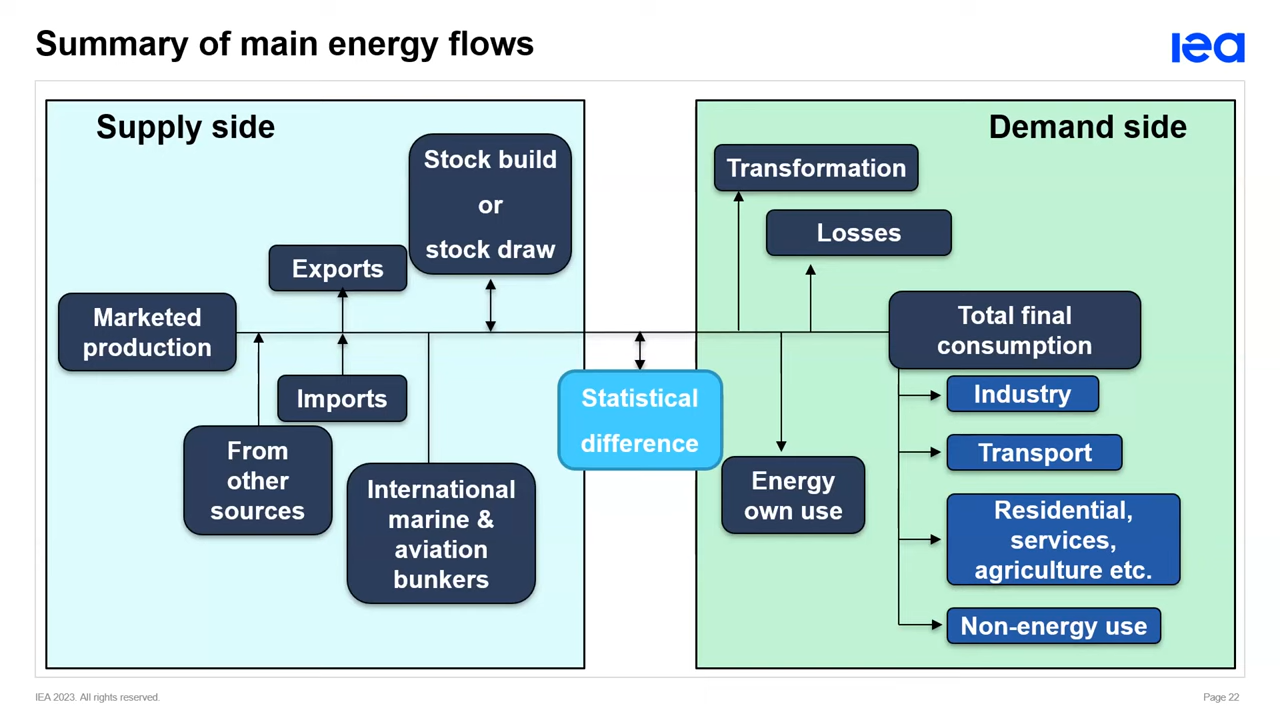 Summary of main energy flows
iea
Supply side
Demand side
Stock build
or
stock draw
Transformation
Losses
Exports
Marketed
production
Total final
consumption
Imports
Statistical
difference
Industry
From
other
sources
Transport
International
marine &
aviation
bunkers
Energy
own use
Residential,
services,
agriculture etc.
Non-energy use
IEA 2023. All rights reserved.
Page 22